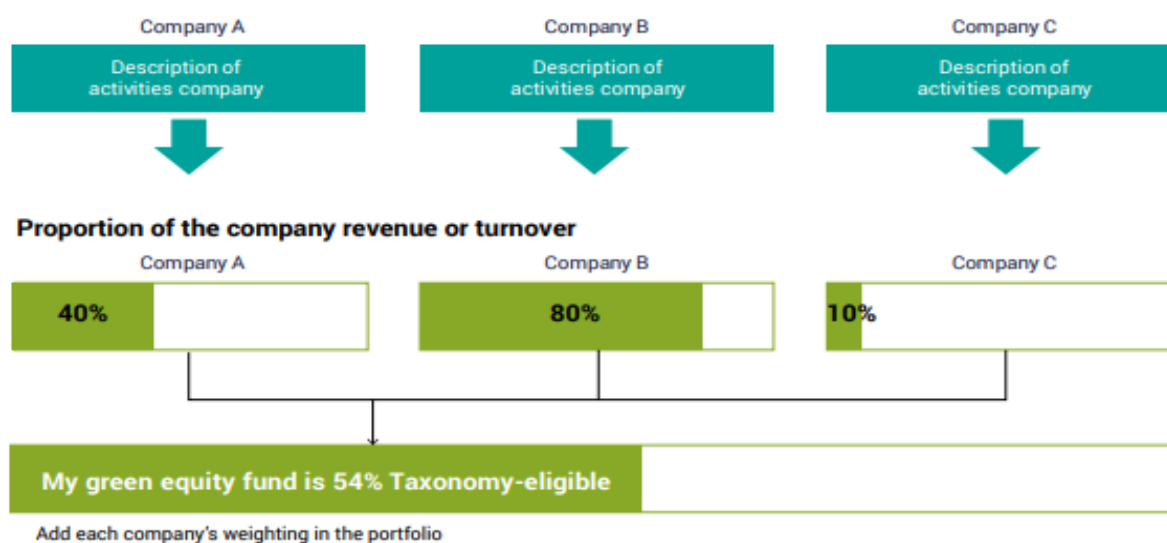 Company A
Company B
Company C
Description of
activities company
Description of
activities company
Description of
activities company
Proportion of the company revenue or turnover
Company A
Company B
Company C
40%
80%
10%
My green equity fund is 54% Taxonomy-eligible
Add each company's weighting in the portfolio